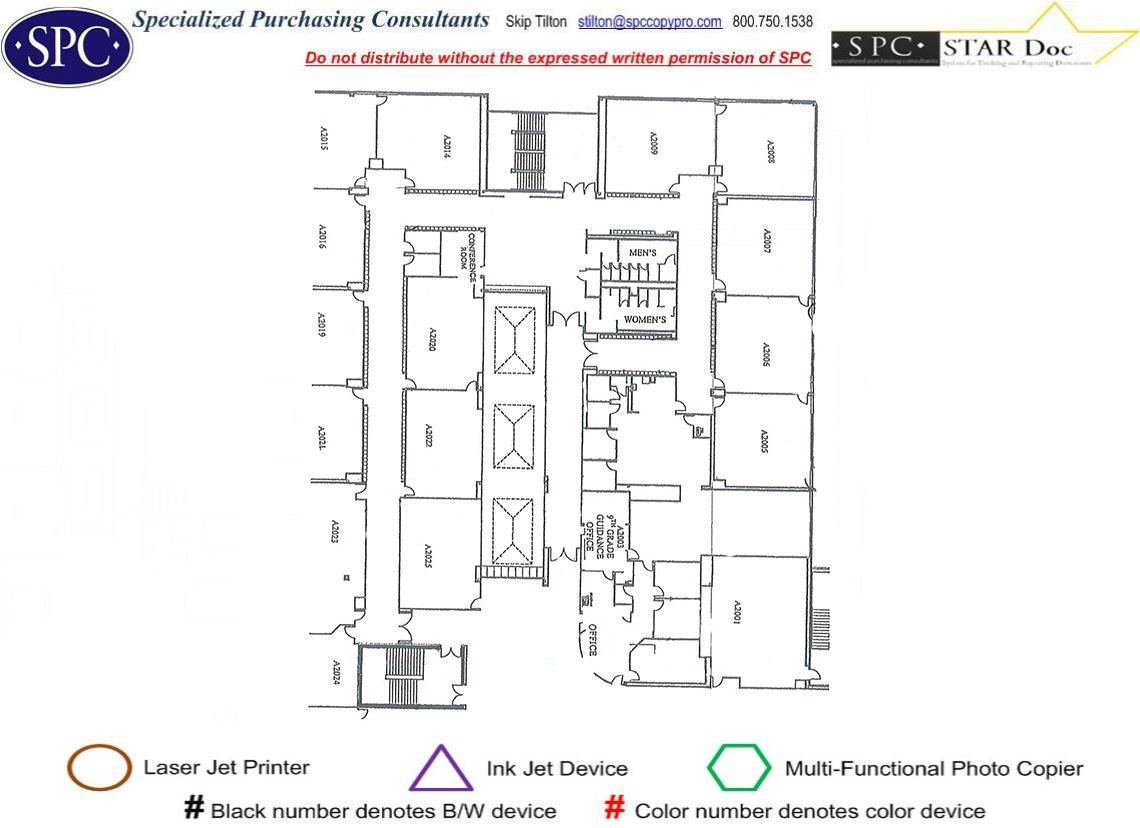 Specialized Purchasing Consultants Skip Tilton stilton@spccopypro.com 800.750.1538
SPC
Do not distribute without the expressed written permission of SPC
SPC STAR Doc
specialized purchasing consultants System for Tracking and Reporting Documents
A2015
A2014
A2009
A2008
A2016
CONFERENCE
ROOM
MEN'S
A2007
A2019
A2020
WOMEN'S
A2006
A2021
A2022
A2005
A2023
A2025
A2003
9TH GRADE
GUIDANCE
OFFICE
A2001
OFFICE
A2024
Laser Jet Printer
Ink Jet Device
Multi-Functional Photo Copier
# Black number denotes B/W device
# Color number denotes color device